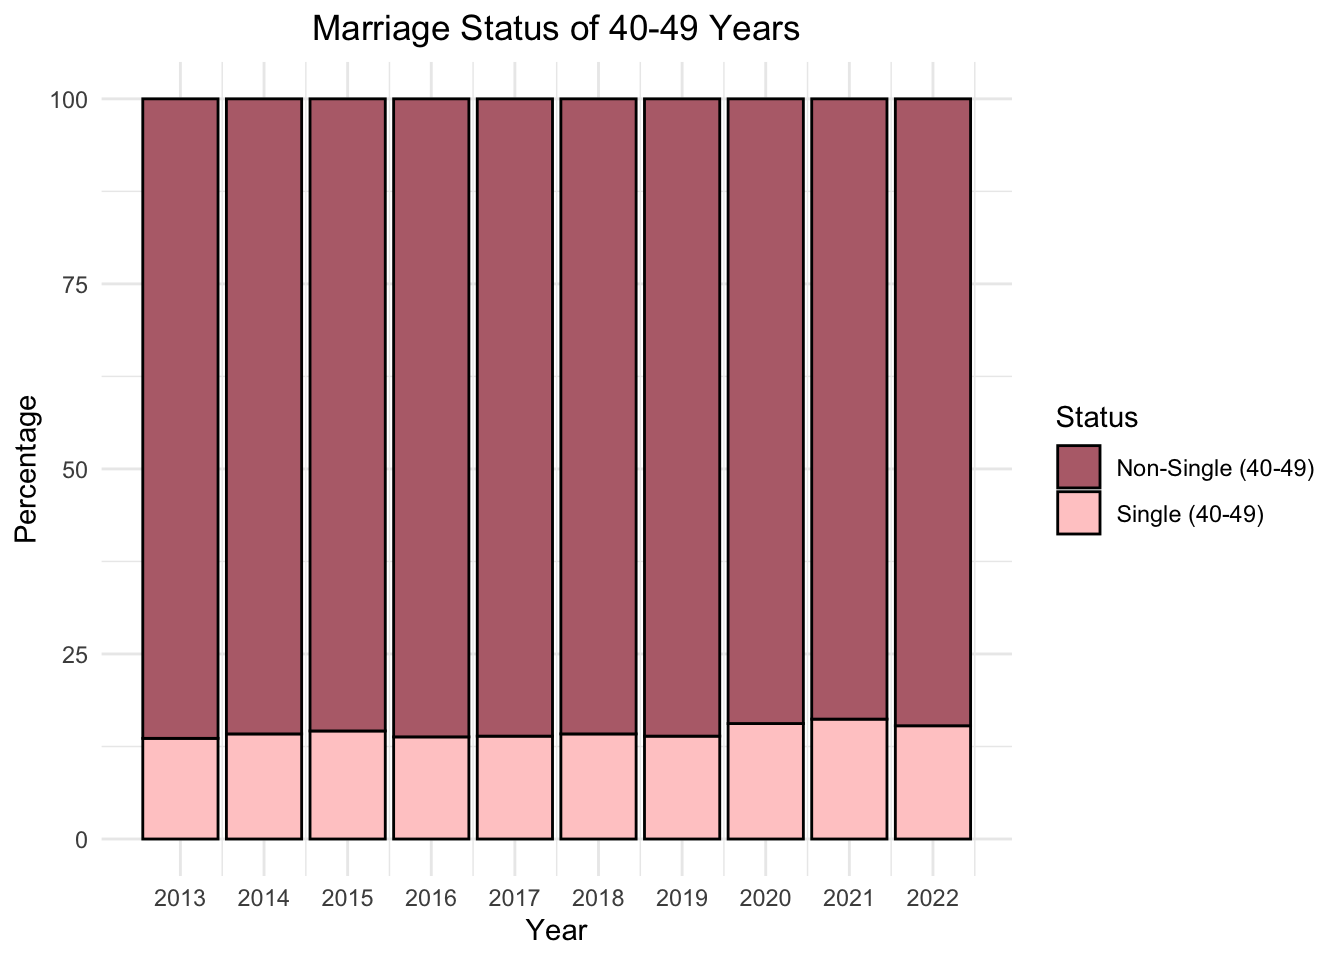 Marriage Status of 40-49 Years
100
75
50
25
0
Percentage
2013 2014 2015 2016 2017 2018 2019 2020 2021 2022
Year
Status
Non-Single (40-49)
Single (40-49)